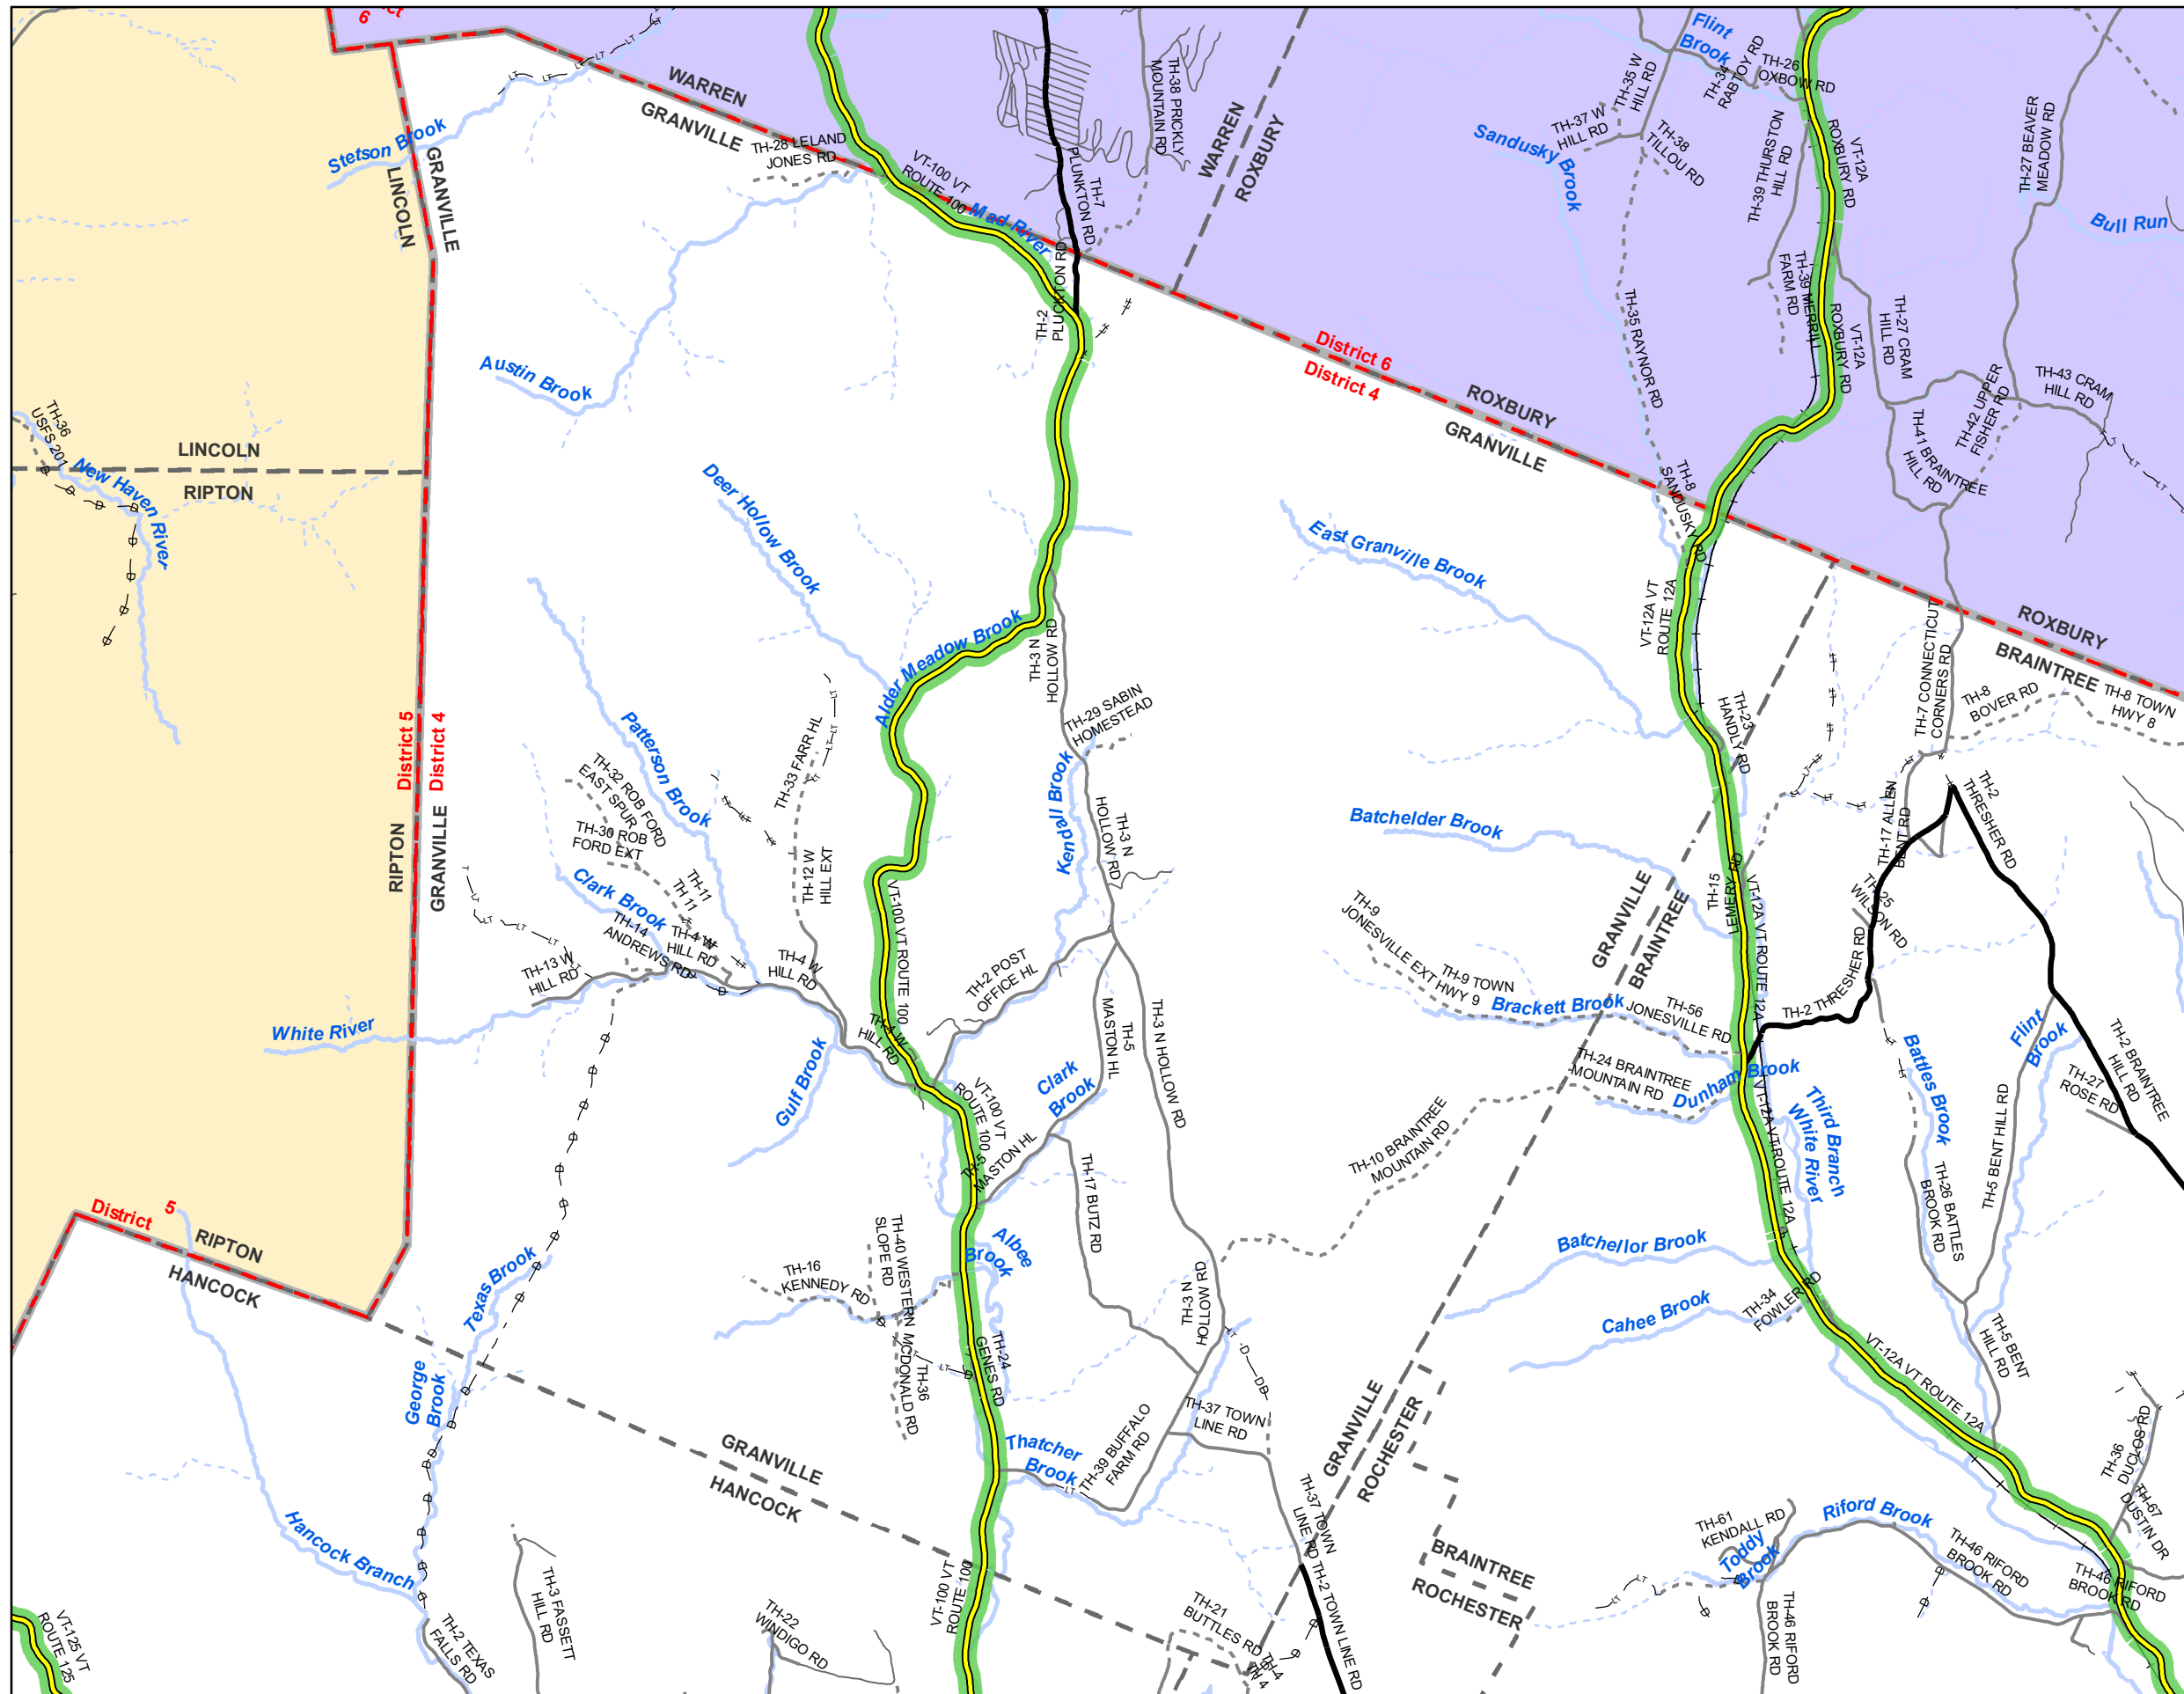 6
WARREN
GRANVILLE
Stetson Brook
GRANVILLE
LINCOLN
TH-28 LELAND
JONES RD
VT-100 VT
ROUTE 100
Mad River
TH-7
PLUNKTON RD
TH-38 PRICKLY
MOUNTAIN RD
WARREN
ROXBURY
TH-2
PLUCKTON RD
Flint
Brook
TH-35 W
HILL RD
TH-34
RABTOY RD
TH-26
OXBOW RD
TH-37 W
HILL RD
TH-38
TILLOU RD
Sandusky Brook
TH-39 THURSTON
HILL RD
VT-12A
ROXBURY RD
TH-27 BEAVER
MEADOW RD
Bull Run
TH-39 MERRILL
FARM RD
VT-12A
ROXBURY RD
TH-27 CRAM
HILL RD
TH-35 RAYNOR RD
TH-42 UPPER
FISHER RD
TH-43 CRAM
HILL RD
TH-41 BRAINTREE
HILL RD
District 6
District 4
ROXBURY
GRANVILLE
TH-8
SANDUSKY RD
Austin Brook
TH-36
USFS 201
LINCOLN
RIPTON
New Haven River
Deer Hollow Brook
East Granville Brook
VT-12A VT
ROUTE 12A
ROXBURY
BRAINTREE
TH-7 CONNECTICUT
CORNERS RD
TH-8
BOVER RD
TH-8 TOWN
HWY 8
Alder Meadow Brook
TH-3 N
HOLLOW RD
TH-29 SABIN
HOMESTEAD
TH-23
HANDLY RD
District 5
District 4
RIPTON
GRANVILLE
Patterson Brook
TH-33 FARR HL
TH-32 ROB FORD
EAST SPUR
TH-30 ROB
FORD EXT
TH-11
TH 11
Clark Brook
TH-14
ANDREWS RD
TH-4 W
HILL RD
TH-12 W
HILL EXT
TH-13 W
HILL RD
TH-4 W
HILL RD
Kendall Brook
TH-3 N
HOLLOW RD
VT-100 VT ROUTE 100
TH-2 POST
OFFICE HL
Batchelder Brook
TH-15
LEMERY RD
GRANVILLE
BRAINTREE
TH-17 ALLEN
BENT RD
TH-2
THRESHER RD
TH-25
WILSON RD
TH-2 THRESHER RD
VT-12A VT ROUTE 12A
TH-9
JONESVILLE EXT
TH-9 TOWN
HWY 9
Brackett Brook
TH-56
JONESVILLE RD
White River
TH-4 W
HILL RD
Gulf Brook
TH-5
MASTON HL
TH-3 N HOLLOW RD
Clark
Brook
VT-100 VT
ROUTE 100
TH-5
MASTON HL
TH-17 BUTZ RD
TH-24 BRAINTREE
MOUNTAIN RD
Dunham Brook
TH-10 BRAINTREE
MOUNTAIN RD
VT-12A VT ROUTE 12A
Third Branch
White River
Battles Brook
Flint
Brook
TH-2 BRAINTREE
HILL RD
TH-27
ROSE RD
TH-5 BENT HILL RD
TH-26 BATTLES
BROOK RD
District 5
RIPTON
HANCOCK
Texas Brook
TH-16
KENNEDY RD
TH-40 WESTERN
SLOPE RD
Albee
Brook
TH-36
MCDONALD RD
TH-24
GENES RD
TH-3 N
HOLLOW RD
Batchellor Brook
Cahee Brook
TH-34
FOWLER RD
VT-12A VT ROUTE 12A
TH-5 BENT
HILL RD
George
Brook
GRANVILLE
HANCOCK
Thatcher
Brook
TH-39 BUFFALO
FARM RD
TH-37 TOWN
LINE RD
GRANVILLE
ROCHESTER
TH-37 TOWN
LINE RD
TH-2 TOWN LINE RD
Hancock Branch
TH-3 FASSETT
HILL RD
TH-2 TEXAS
FALLS RD
VT-125 VT
ROUTE 125
TH-22
WINDIGO RD
VT-100 VT
ROUTE 100
TH-21
BUTTLES RD
TH-4
BRAINTREE
ROCHESTER
TH-61
KENDALL RD
Toddy
Brook
Riford Brook
TH-46 RIFORD
BROOK RD
TH-46 RIFORD
BROOK RD
TH-46 RIFORD
BROOK RD
TH-36
DUCLOS RD
TH-67
DUSTIN DR